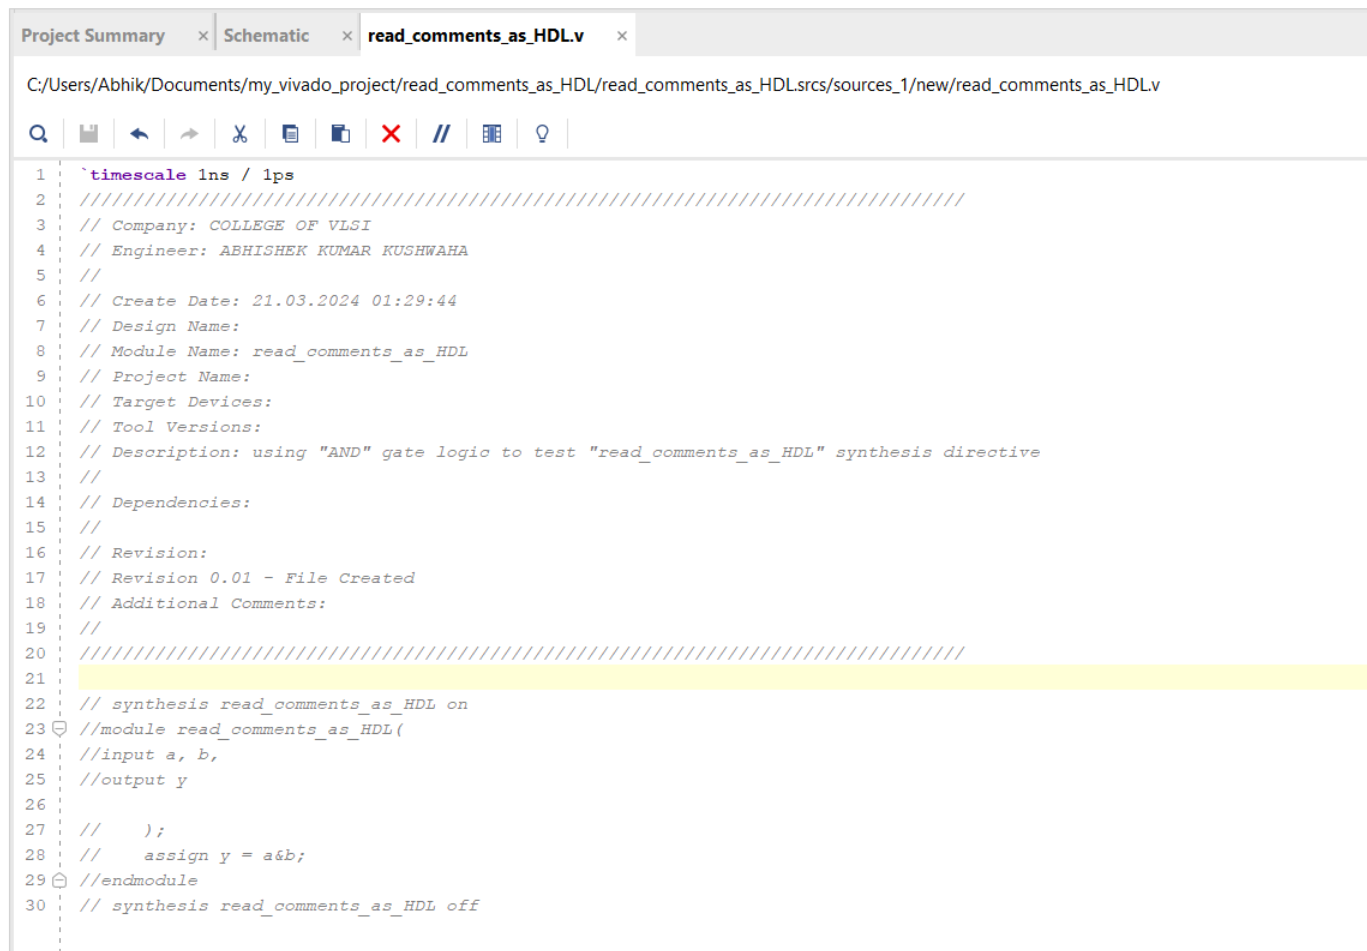 Project Summary × Schematic × read_comments_as_HDL.v ×
C:/Users/Abhik/Documents/my_vivado_project/read_comments_as_HDL/read_comments_as_HDL.srcs/sources_1/new/read_comments_as_HDL.v
1 `timescale 1ns / 1ps
2 //////////////////////////////////////////////////////////////////////////////////
3 // Company: COLLEGE OF VLSI
4 // Engineer: ABHISHEK KUMAR KUSHWAHA
5 //
6 // Create Date: 21.03.2024 01:29:44
7 // Design Name:
8 // Module Name: read_comments_as_HDL
9 // Project Name:
10 // Target Devices:
11 // Tool Versions:
12 // Description: using "AND" gate logic to test "read_comments_as_HDL" synthesis directive
13 //
14 // Dependencies:
15 //
16 // Revision:
17 // Revision 0.01 - File Created
18 // Additional Comments:
19 //
20 //////////////////////////////////////////////////////////////////////////////////
21
22 // synthesis read_comments_as_HDL on
23 //module read_comments_as_HDL(
24 //input a, b,
25 //output y
26
27 //    );
28 //    assign y = a&b;
29 //endmodule
30 // synthesis read_comments_as_HDL off